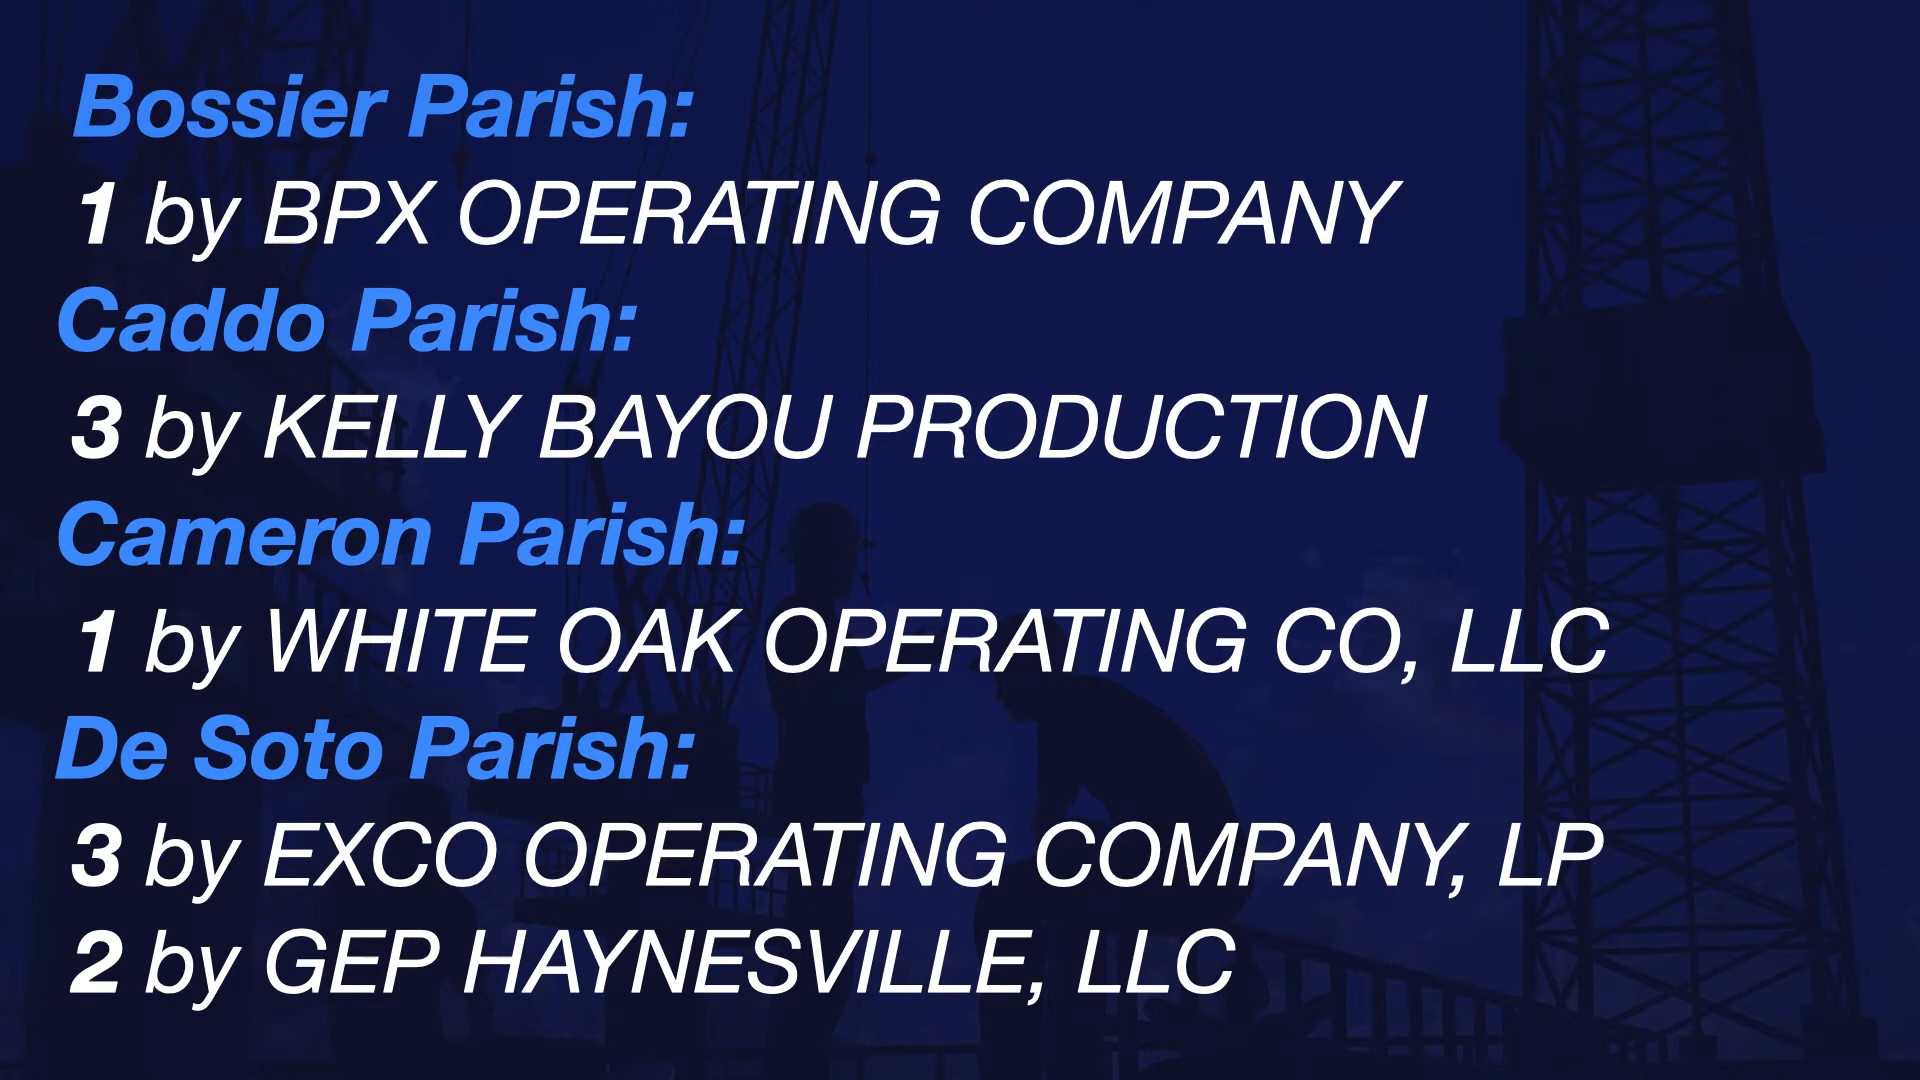 Bossier Parish:
1 by BPX OPERATING COMPANY
Caddo Parish:
3 by KELLY BAYOU PRODUCTION
Cameron Parish:
1 by WHITE OAK OPERATING CO, LLC
De Soto Parish:
3 by EXCO OPERATING COMPANY, LP
2 by GEP HAYNESVILLE, LLC